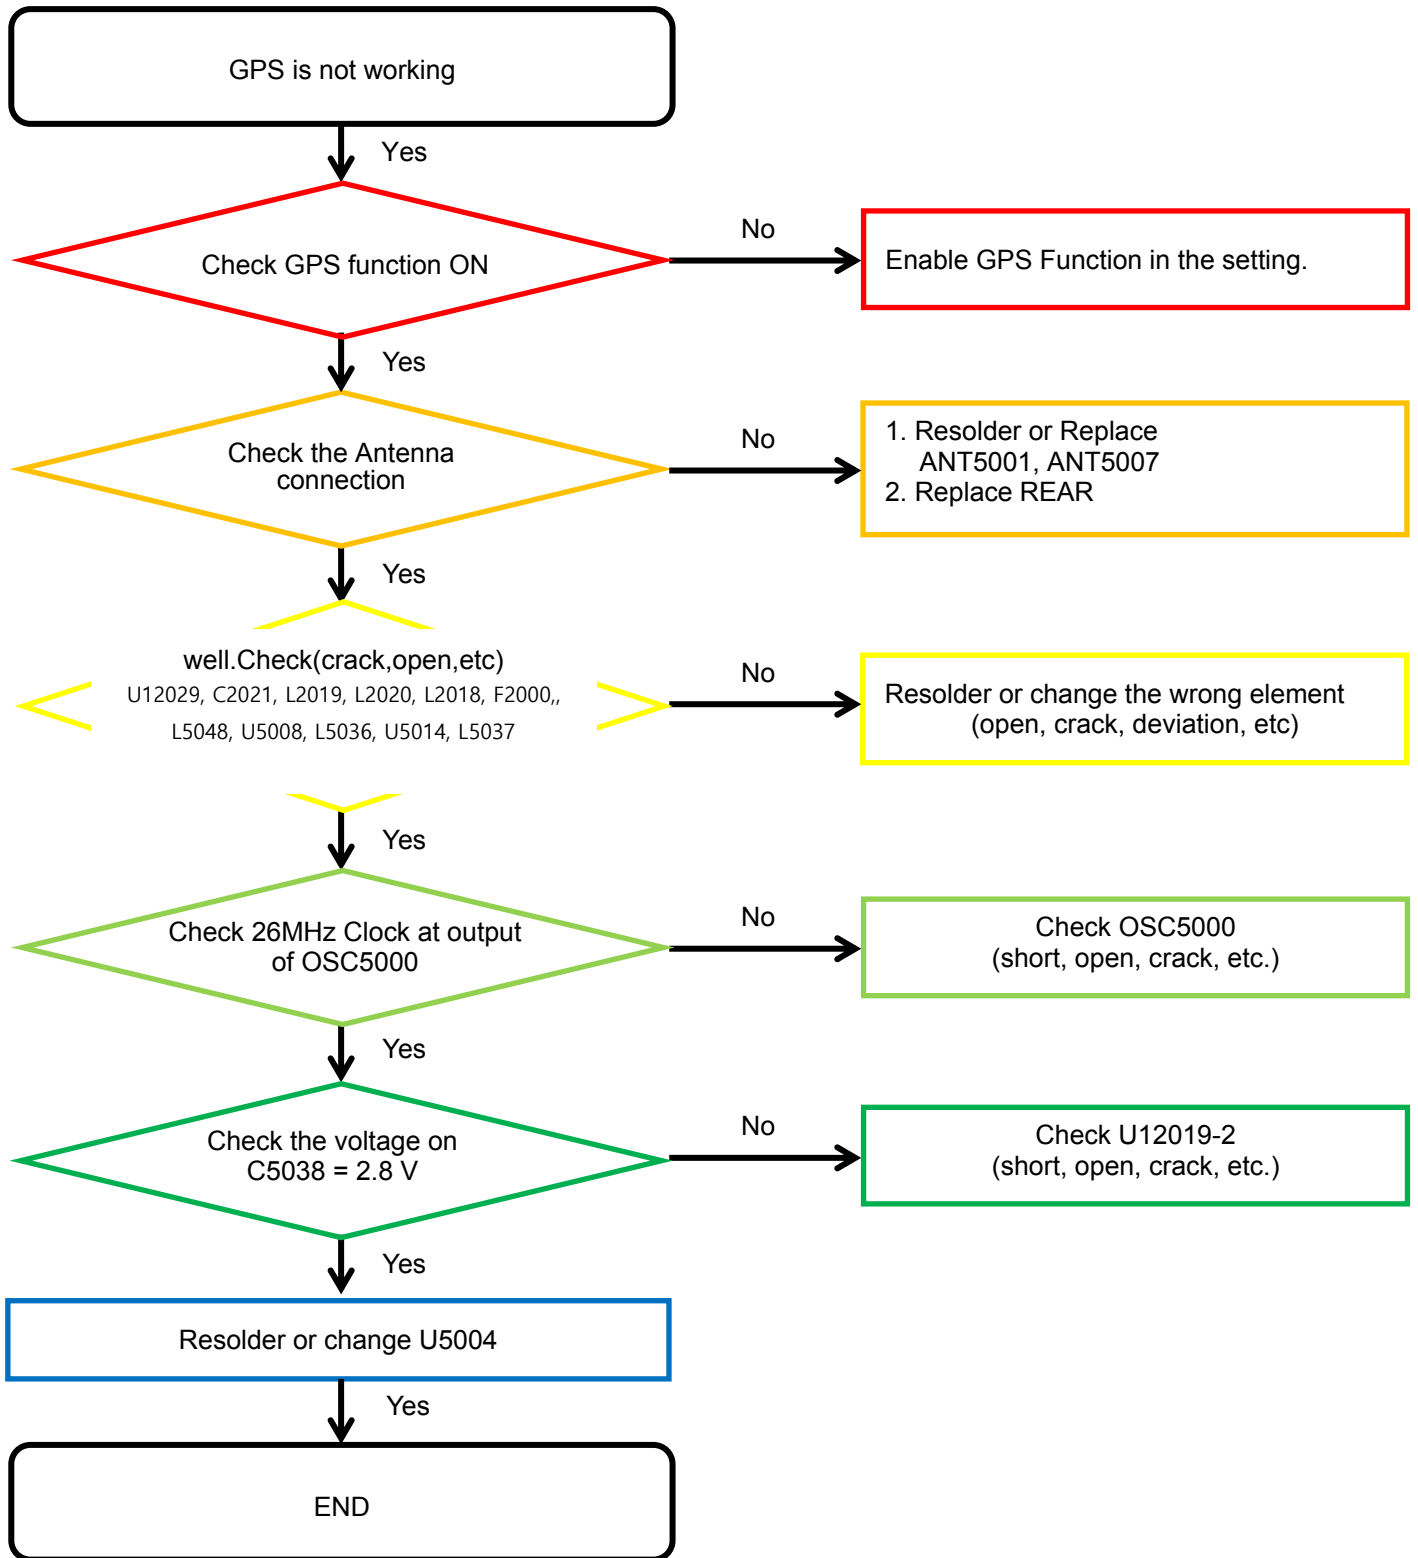 GPS is not working
Yes
Check GPS function ON
No
Enable GPS Function in the setting.
Yes
Check the Antenna
connection
No
1. Resolder or Replace
ANT5001, ANT5007
2. Replace REAR
Yes
well.Check(crack,open,etc)
U12029, C2021, L2019, L2020, L2018, F2000,,
L5048, U5008, L5036, U5014, L5037
No
Resolder or change the wrong element
(open, crack, deviation, etc)
Yes
Check 26MHz Clock at output
of OSC5000
No
Check OSC5000
(short, open, crack, etc.)
Yes
Check the voltage on
C5038 = 2.8 V
No
Check U12019-2
(short, open, crack, etc.)
Yes
Resolder or change U5004
Yes
END